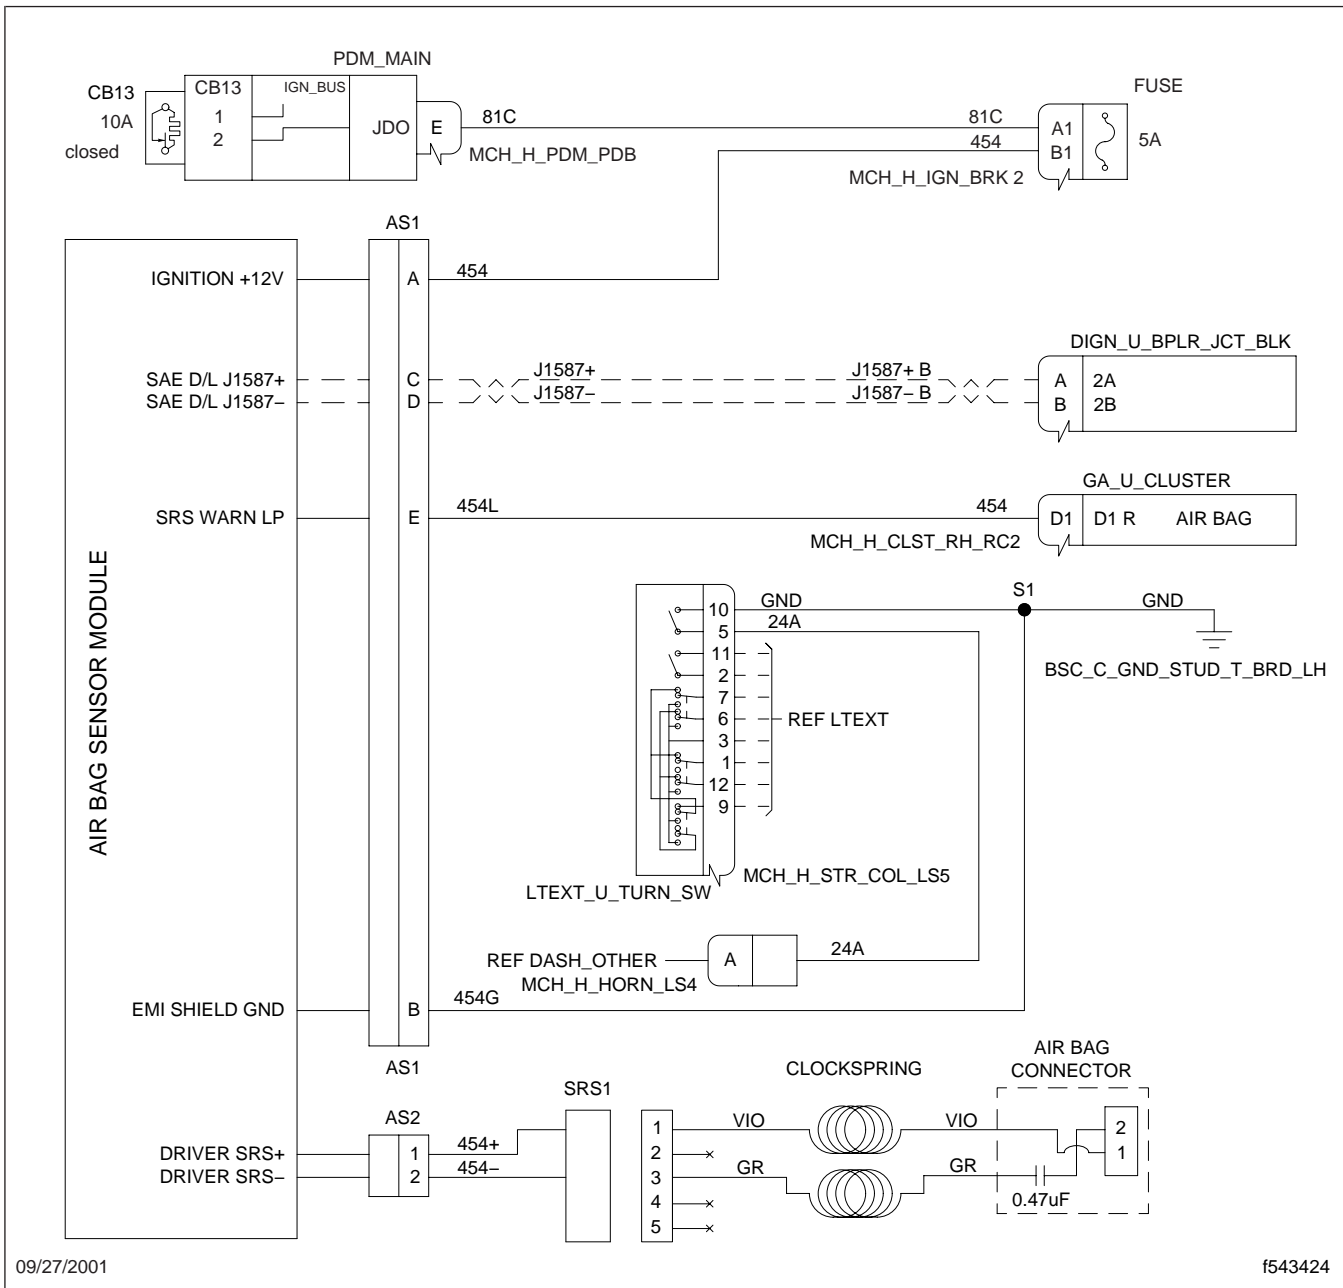 PDM_MAIN
CB13
10A
closed
CB13
1
2
IGN_BUS
JDO
E
81C
MCH_H_PDM_PDB
81C
454
MCH_H_IGN_BRK 2
FUSE
A1
B1
5A
AS1
IGNITION +12V
A
454
SAE D/L J1587+
SAE D/L J1587−
C
D
J1587+
J1587−
J1587+ B
J1587− B
DIGN_U_BPLR_JCT_BLK
A 2A
B 2B
SRS WARN LP
E
454L
454
MCH_H_CLST_RH_RC2
GA_U_CLUSTER
D1
D1 R AIR BAG
AIR BAG SENSOR MODULE
10
5
11
2
7
6
3
1
12
9
GND
24A
S1
GND
BSC_C_GND_STUD_T_BRD_LH
REF LTEXT
MCH_H_STR_COL_LS5
LTEXT_U_TURN_SW
REF DASH_OTHER
A
24A
MCH_H_HORN_LS4
EMI SHIELD GND
B
454G
AS1
AS2
DRIVER SRS+
DRIVER SRS−
1
2
454+
454−
SRS1
1
2
3
4
5
VIO
GR
CLOCKSPRING
VIO
GR
AIR BAG
CONNECTOR
2
1
0.47uF
09/27/2001
f543424